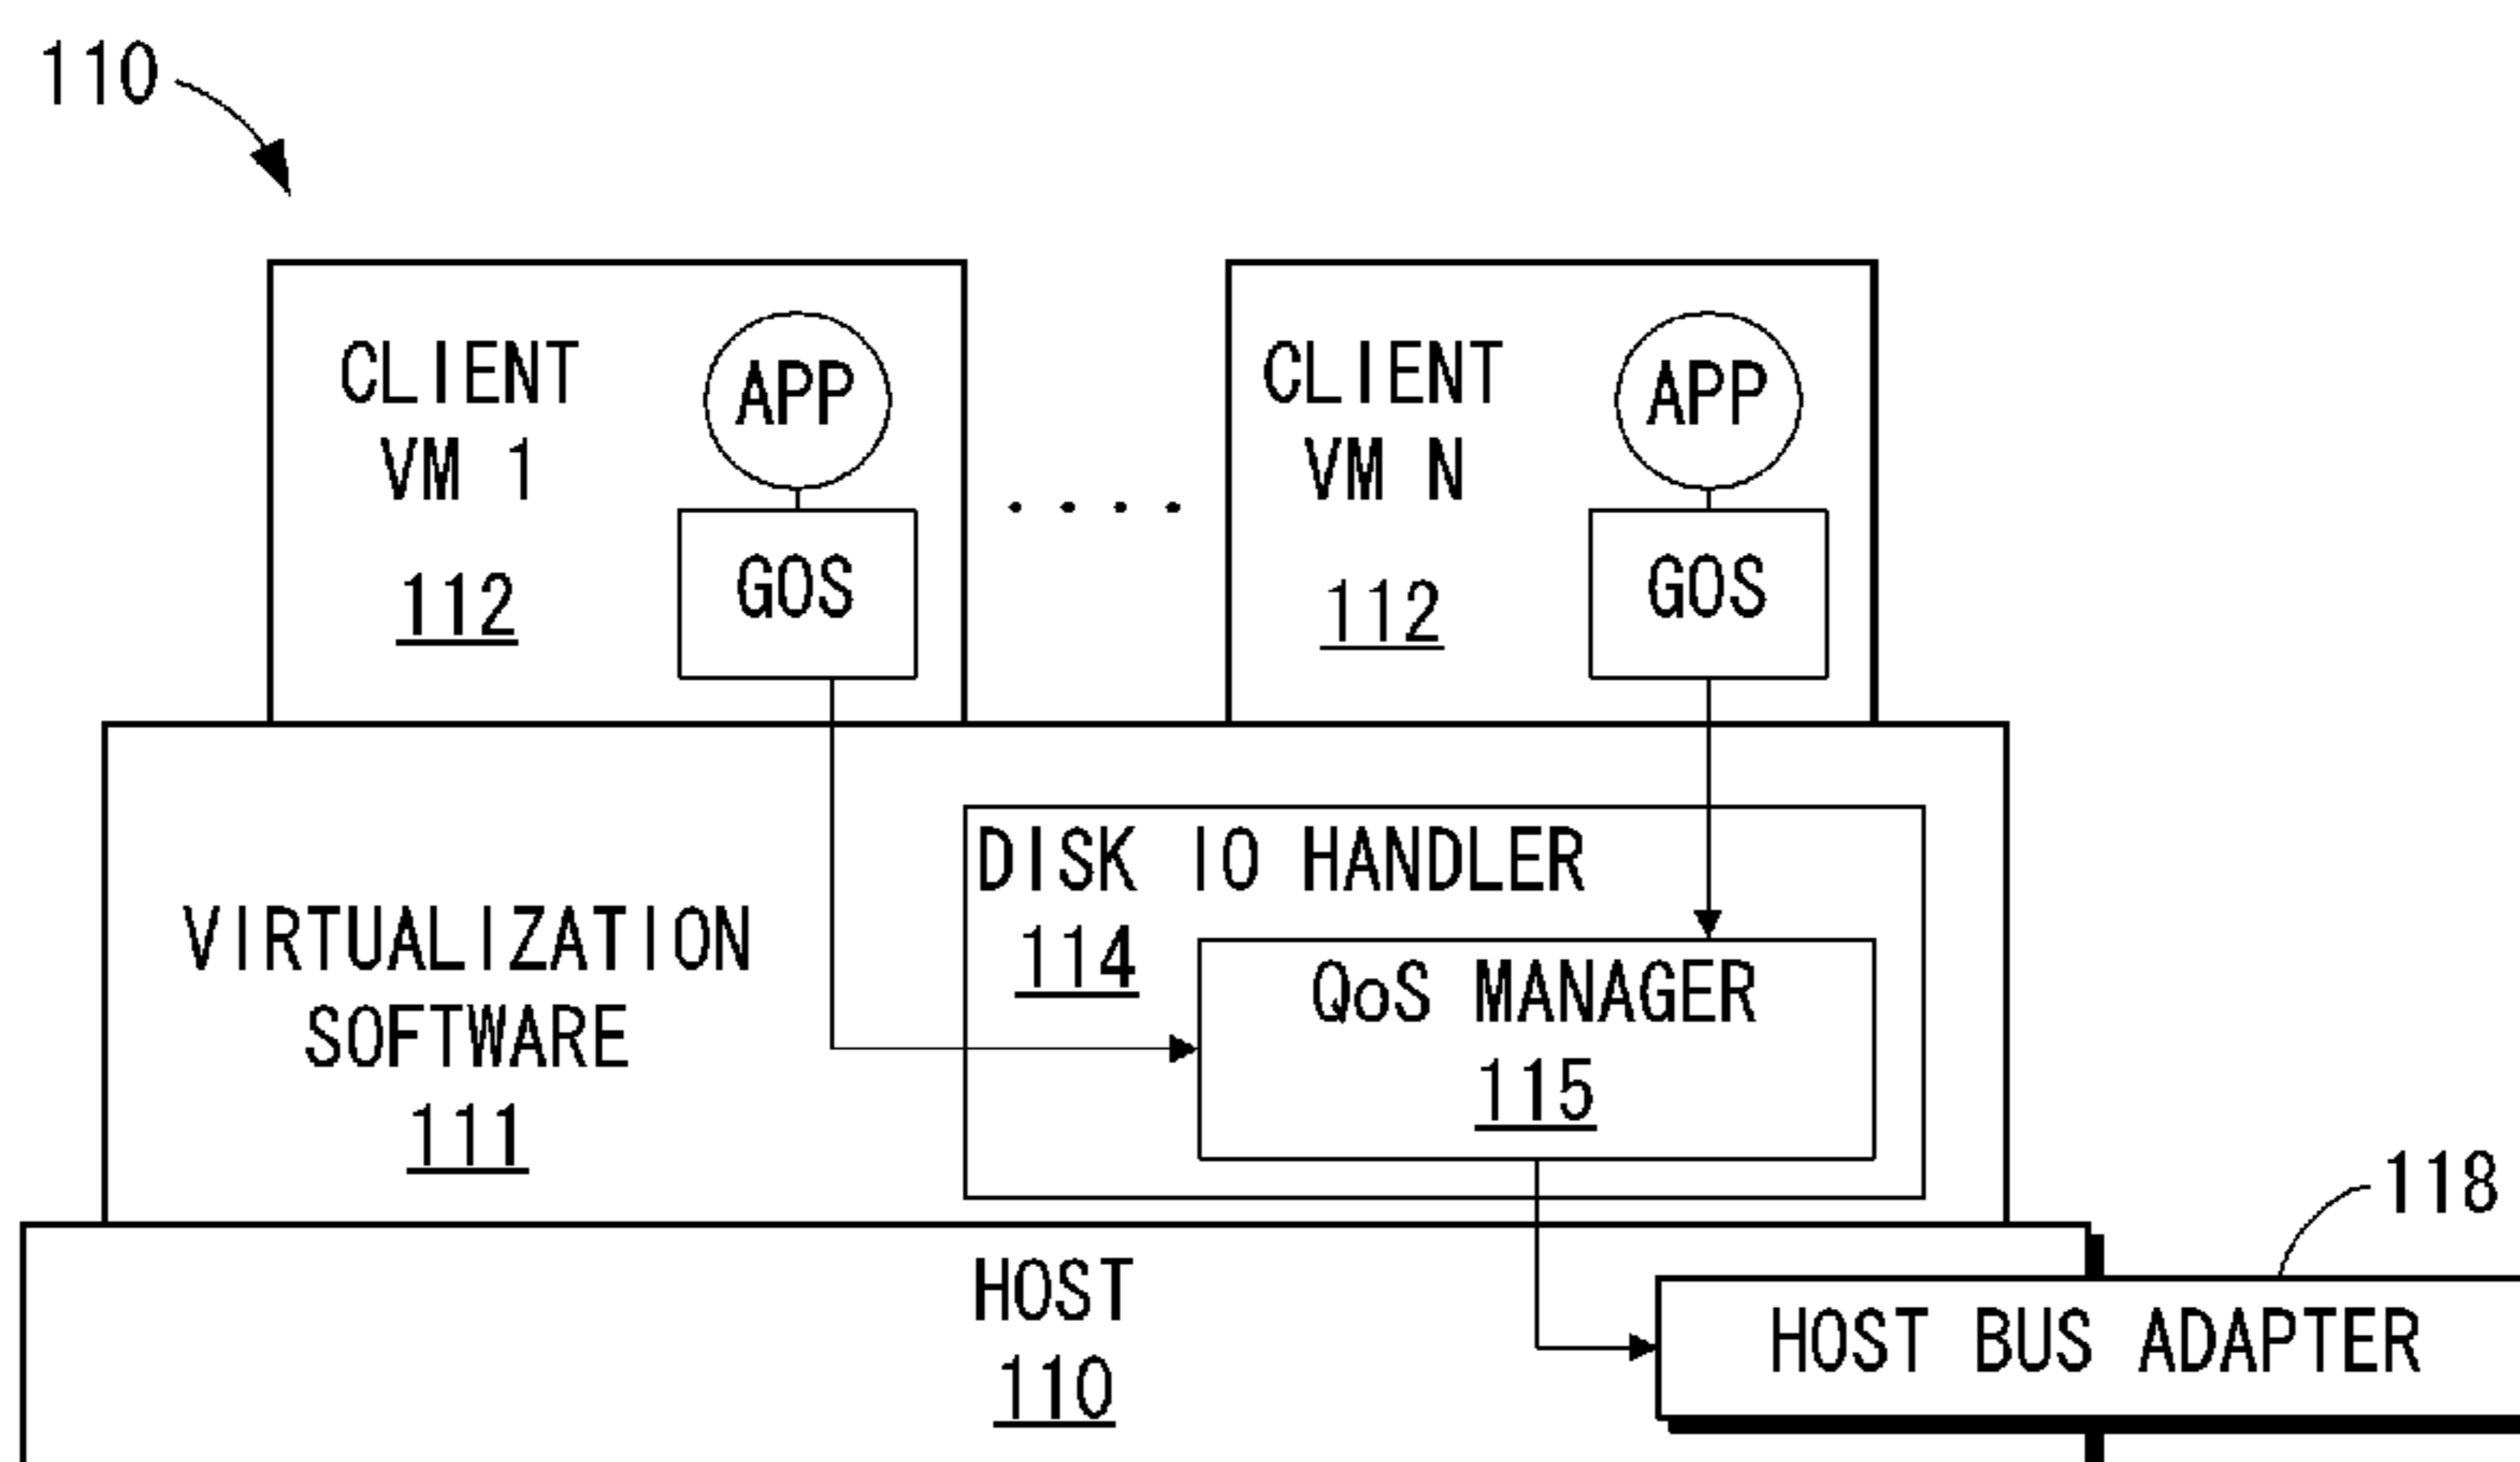 110
CLIENT
VM 1
112
APP
GOS
. . . .
CLIENT
VM N
112
APP
GOS
VIRTUALIZATION
SOFTWARE
111
DISK IO HANDLER
114
QoS MANAGER
115
HOST
110
118
HOST BUS ADAPTER